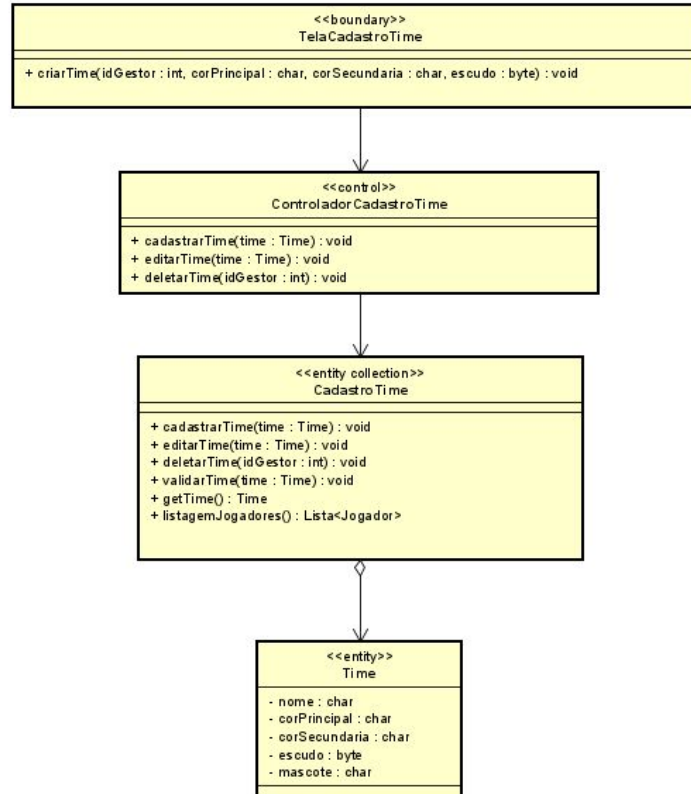 <<boundary>>
TelaCadastroTime
+ criarTime(idGestor : int, corPrincipal : char, corSecundaria : char, escudo : byte) : void
<<control>>
ControladorCadastroTime
+ cadastrarTime(time : Time) : void
+ editarTime(time : Time) : void
+ deletarTime(idGestor : int) : void
<<entity collection>>
CadastroTime
+ cadastrarTime(time : Time) : void
+ editarTime(time : Time) : void
+ deletarTime(idGestor : int) : void
+ validarTime(time : Time) : void
+ getTime() : Time
+ listagemJogadores() : Lista<Jogador>
<<entity>>
Time
- nome : char
- corPrincipal : char
- corSecundaria : char
- escudo : byte
- mascote : char